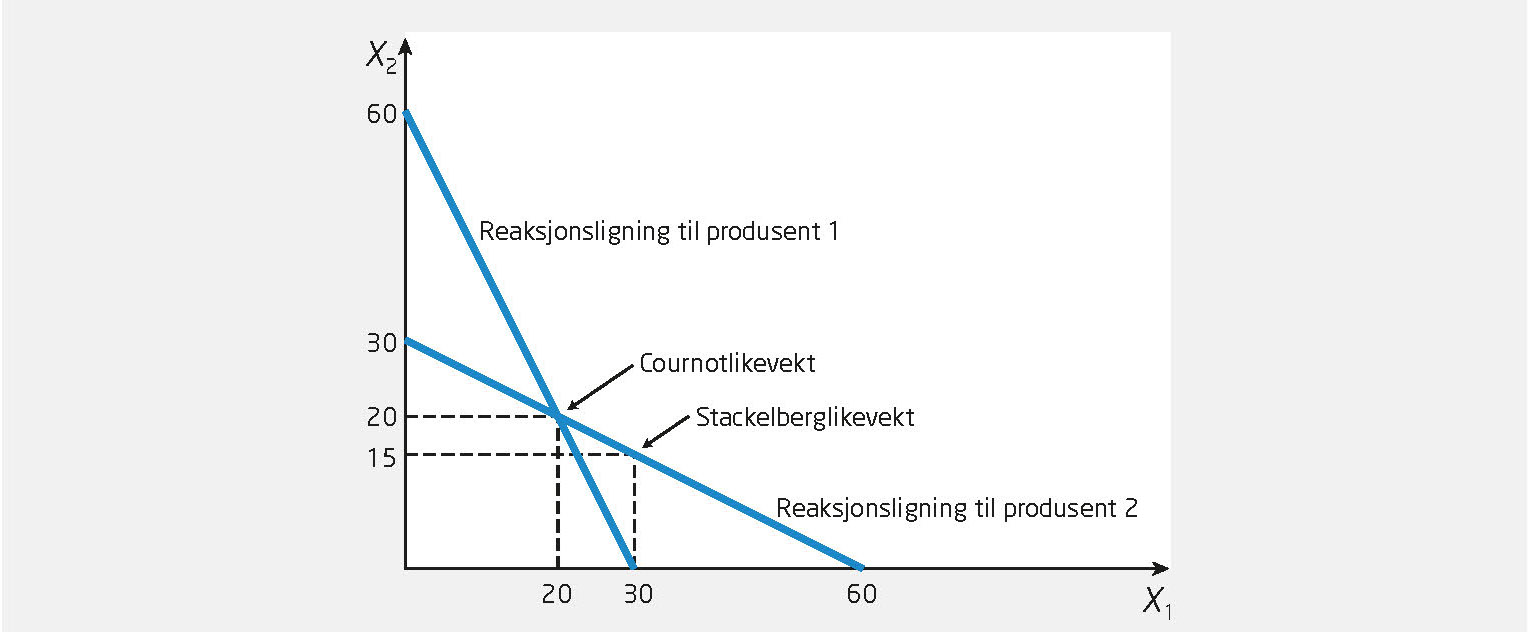 X2
60
Reaksjonsligning til produsent 1
30
Cournotlikevekt
20
Stackelberglikevekt
15
Reaksjonsligning til produsent 2
20 30 60
X1